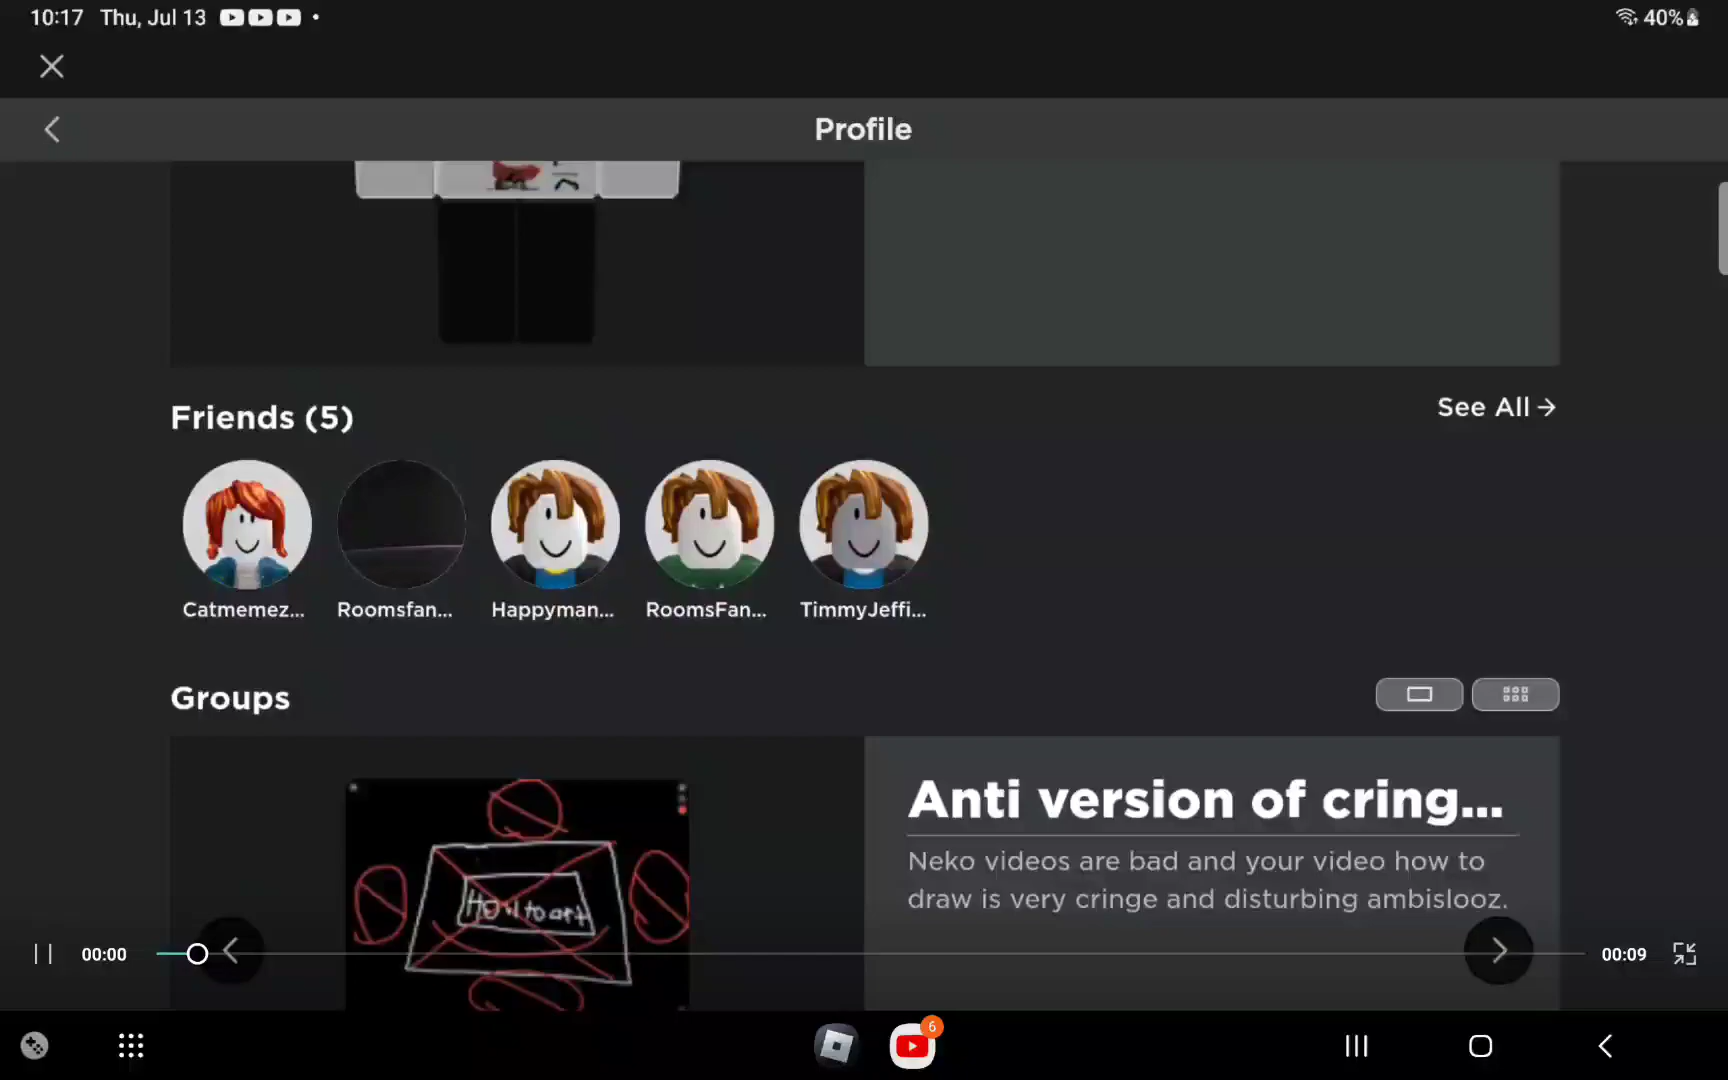 10:17 Thu, Jul 13
40%
Profile
Friends (5)
See All
Catmemez...
Roomsfan...
Happyman...
RoomsFan...
TimmyJeffi...
Groups
Anti version of cring...
Neko videos are bad and your video how to
draw is very cringe and disturbing ambislooz.
How to art
00:00
00:09
6